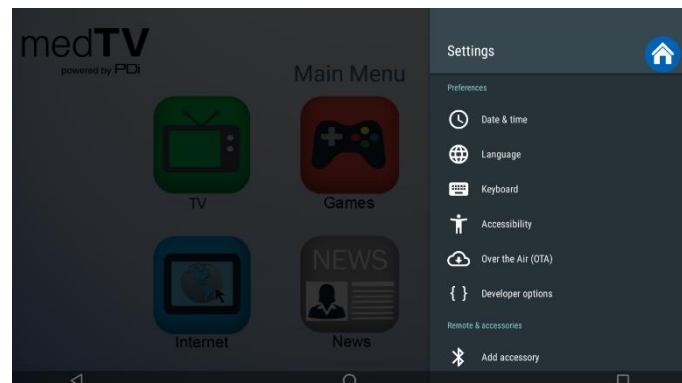 medTV
powered by PDi
Main Menu
TV
Games
NEWS
Internet
News
Settings
Preferences
Date & time
Language
Keyboard
Accessibility
Over the Air (OTA)
Developer options
Remote & accessories
Add accessory